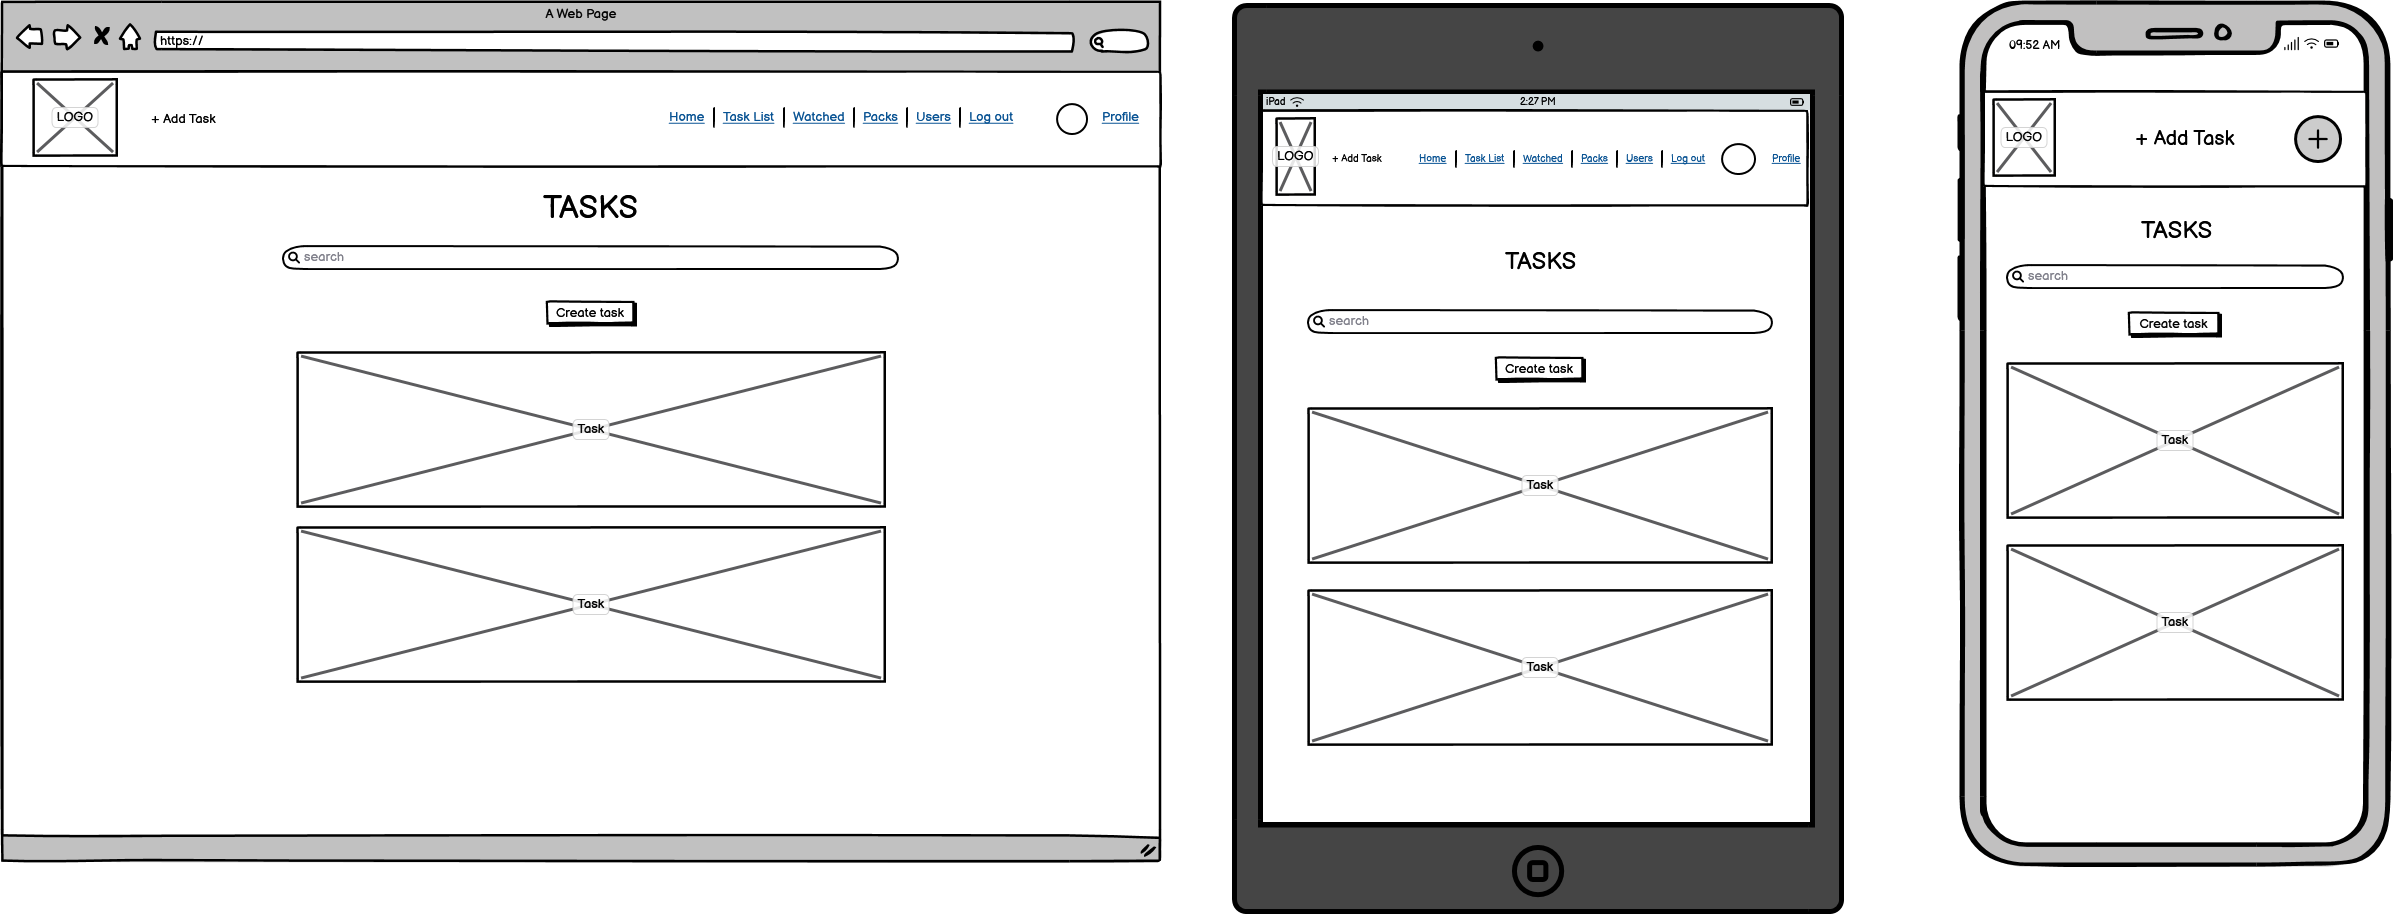 A Web Page
https://
LOGO
+ Add Task
Home | Task List | Watched | Packs | Users | Log out
Profile
TASKS
search
Create task
Task
Task
iPad
2:27 PM
LOGO
+ Add Task
Home | Task List | Watched | Packs | Users | Log out
Profile
TASKS
search
Create task
Task
Task
09:52 AM
LOGO
+ Add Task
TASKS
search
Create task
Task
Task